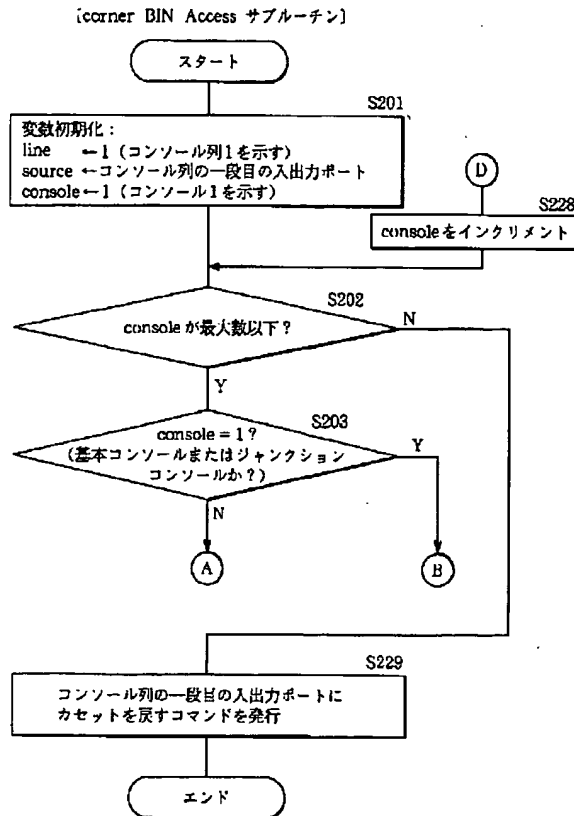 [corner BIN Access サブルーチン]
スタート
S201
変数初期化:
line ←1 (コンソール列1を示す)
source ←コンソール列の一段目の入出力ポート
console←1 (コンソール1を示す)
D
S228
consoleをインクリメント
S202
consoleが最大数以下?
N
Y
S203
console = 1?
(基本コンソールまたはジャンクション
コンソールか?)
Y
N
A
B
S229
コンソール列の一段目の入出力ポートに
カセットを戻すコマンドを発行
エンド